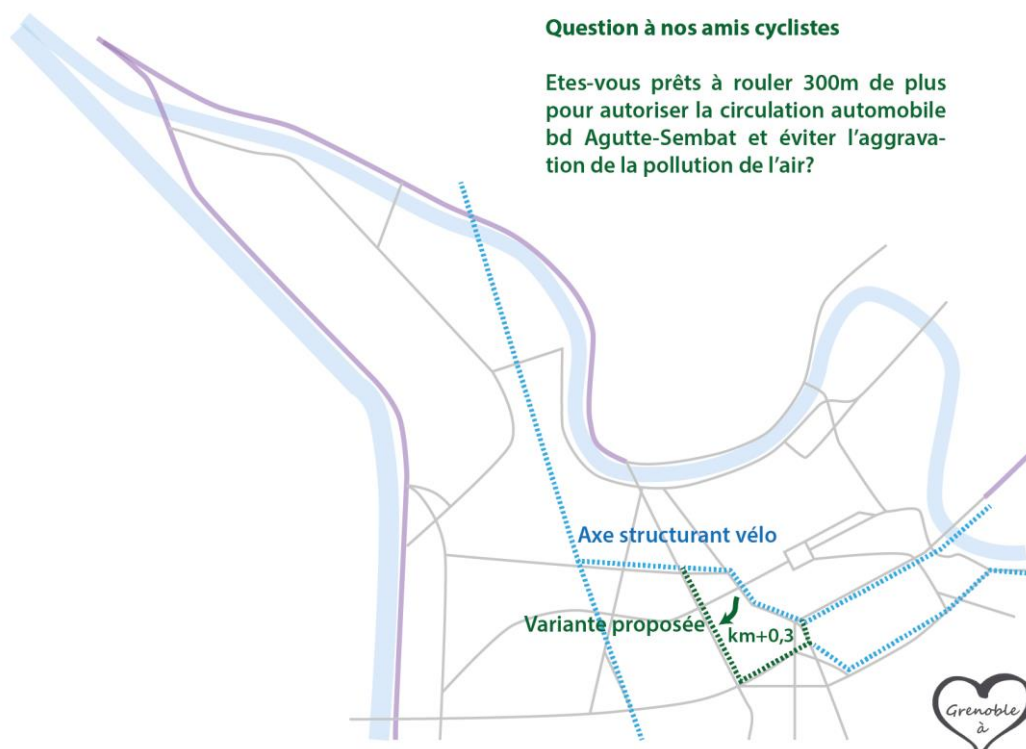 Question à nos amis cyclistes
Etes-vous prêts à rouler 300m de plus
pour autoriser la circulation automobile
bd Agutte-Sembat et éviter l'aggrava-
tion de la pollution de l'air?
Axe structurant vélo
Variante proposée
km+0,3
Grenoble
à